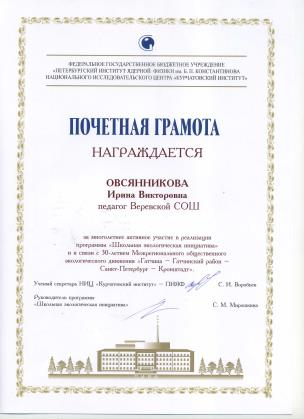 ФЕДЕРАЛЬНОЕ ГОСУДАРСТВЕННОЕ БЮДЖЕТНОЕ УЧРЕЖДЕНИЕ
«ПЕТЕРБУРГСКИЙ ИНСТИТУТ ЯДЕРНОЙ ФИЗИКИ им. Б. П. КОНСТАНТИНОВА
НАЦИОНАЛЬНОГО ИССЛЕДОВАТЕЛЬСКОГО ЦЕНТРА «КУРЧАТОВСКИЙ ИНСТИТУТ»
ПОЧЕТНАЯ ГРАМОТА
НАГРАЖДАЕТСЯ
ОВСЯННИКОВА
Ирина Викторовна
педагог Веревской СОШ
за многолетнее активное участие в реализации
программы «Школьная экологическая инициатива»
и в связи с 30-летием Межрегионального общественного
экологического движения «Гатчина – Гатчинский район –
Санкт-Петербург – Кронштадт».
Ученый секретарь НИЦ «Курчатовский институт» – ПИЯФ С. И. Воробьев
Руководитель программы
«Школьная экологическая инициатива» С. М. Мирошкина